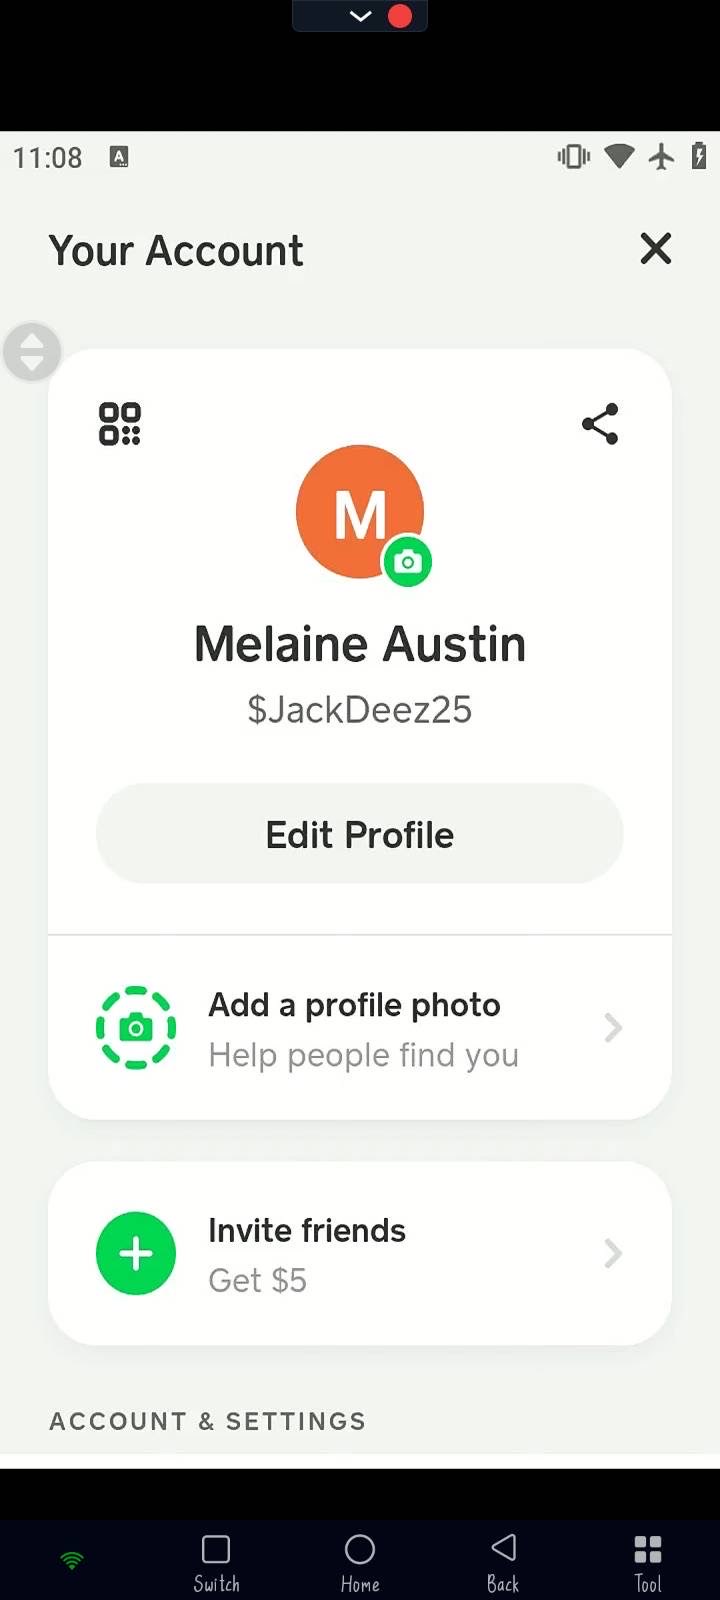 11:08 A
Your Account
M
Melaine Austin
$JackDeez25
Edit Profile
Add a profile photo
Help people find you
Invite friends
Get $5
ACCOUNT & SETTINGS
Switch Home Back Tool